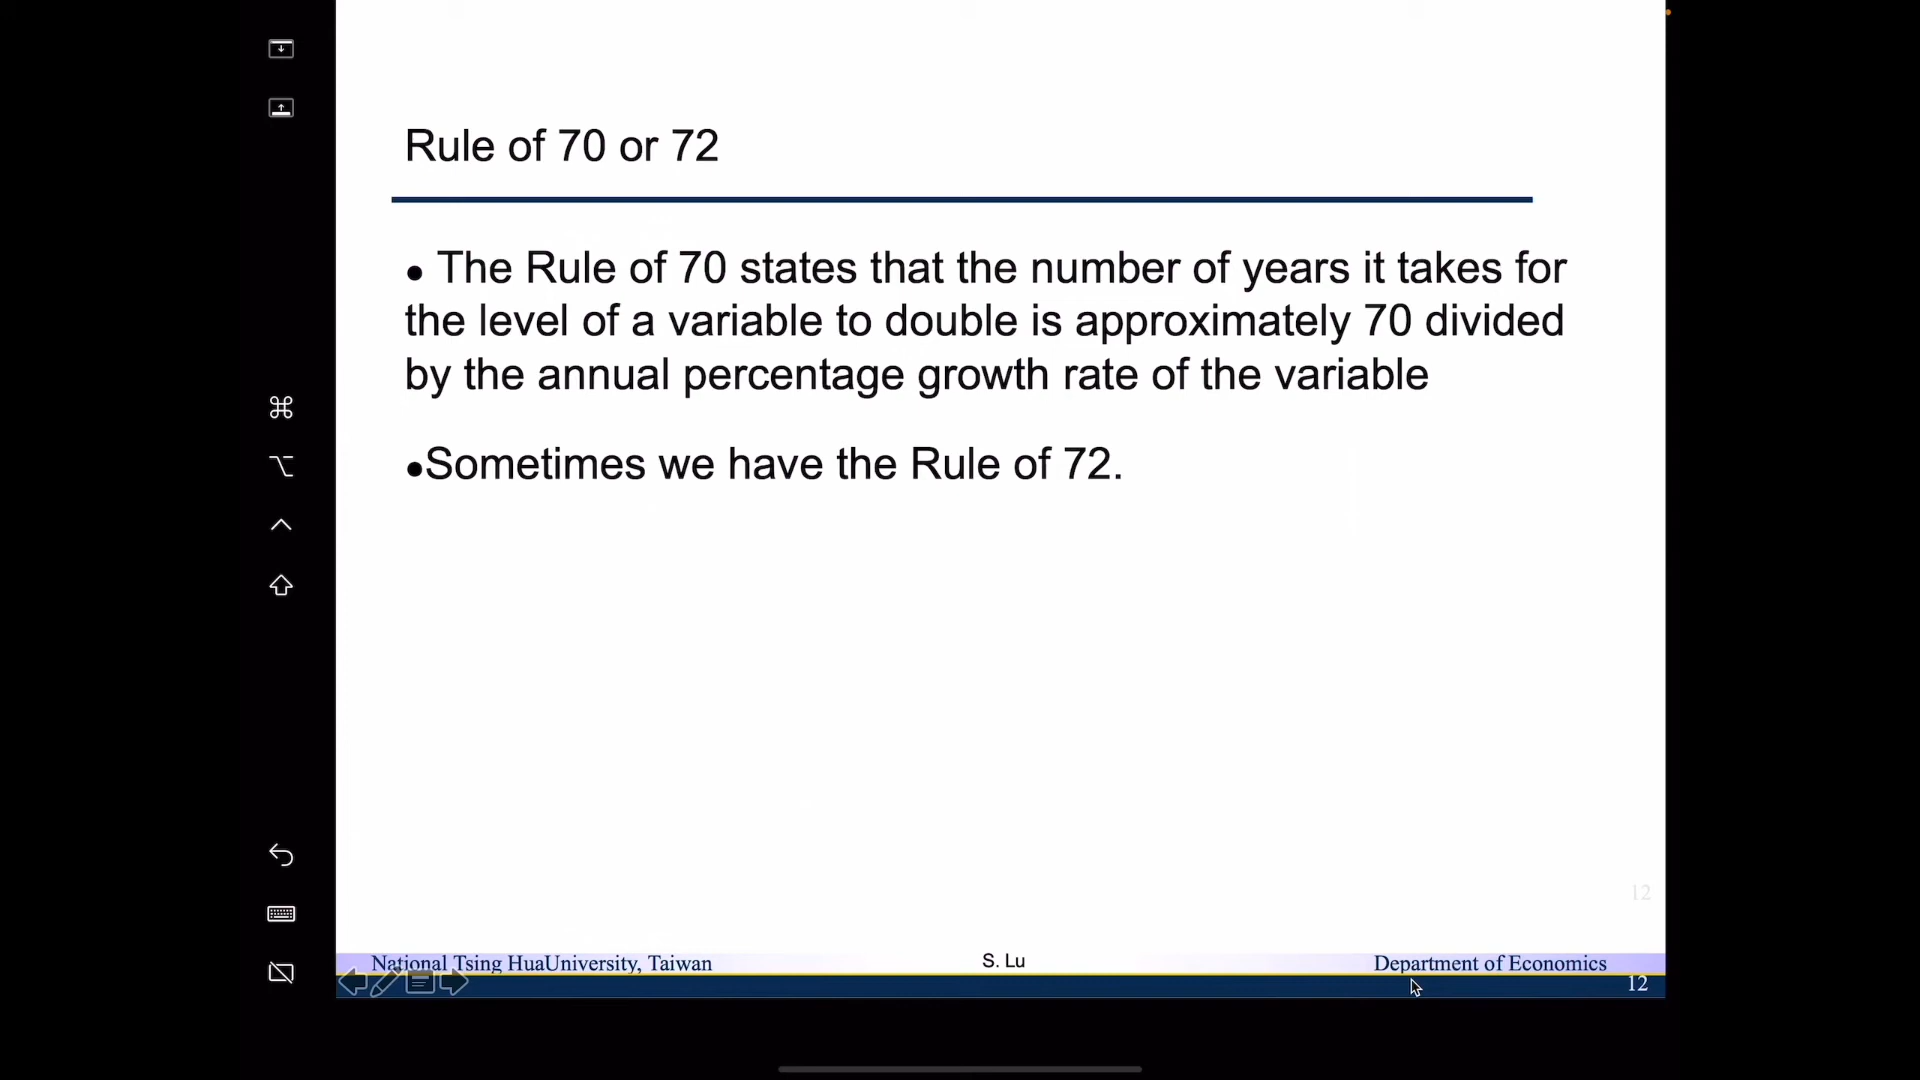 Rule of 70 or 72
● The Rule of 70 states that the number of years it takes for
the level of a variable to double is approximately 70 divided
by the annual percentage growth rate of the variable
●Sometimes we have the Rule of 72.
12
National Tsing HuaUniversity, Taiwan
S. Lu
Department of Economics
12